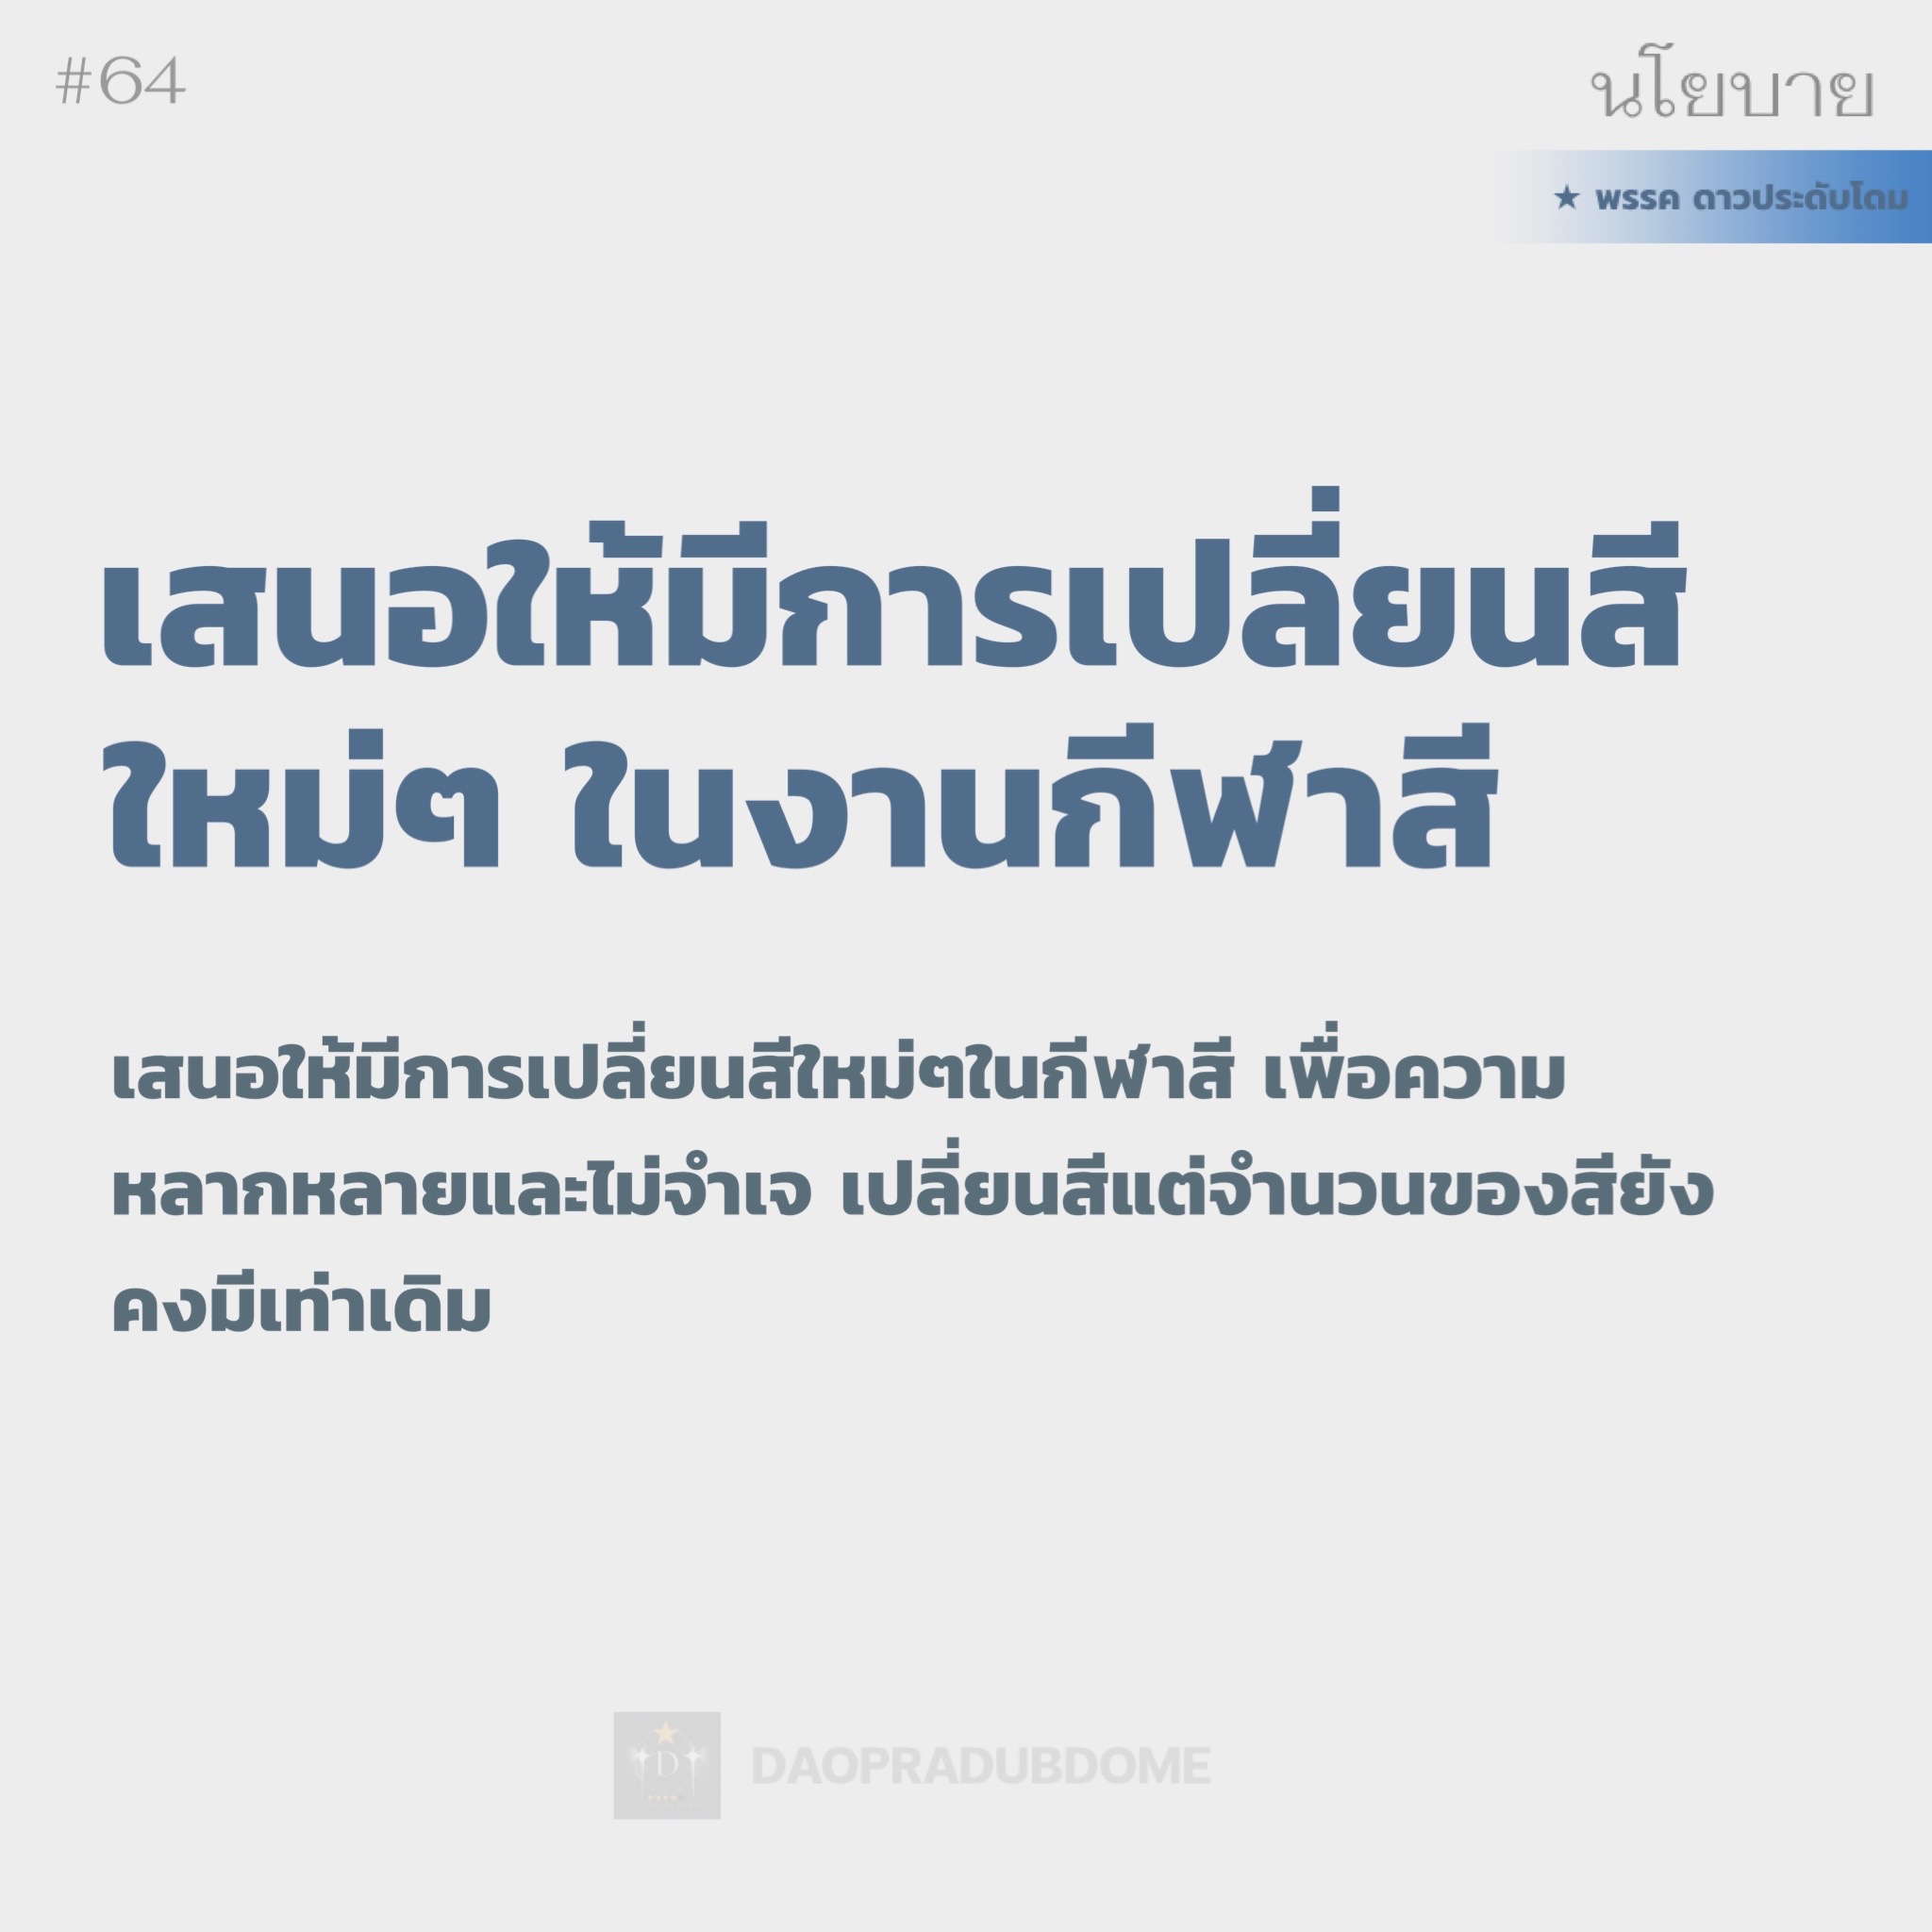 #64
นโยบาย
★ พรรค ดาวประดับโดม
เสนอให้มีการเปลี่ยนสี
ใหม่ๆ ในงานกีฬาสี
เสนอให้มีการเปลี่ยนสีใหม่ๆในกีฬาสี เพื่อความ
หลากหลายและไม่จำเจ เปลี่ยนสีแต่จำนวนของสียัง
คงมีเท่าเดิม
D
DAOPRADUBDOME